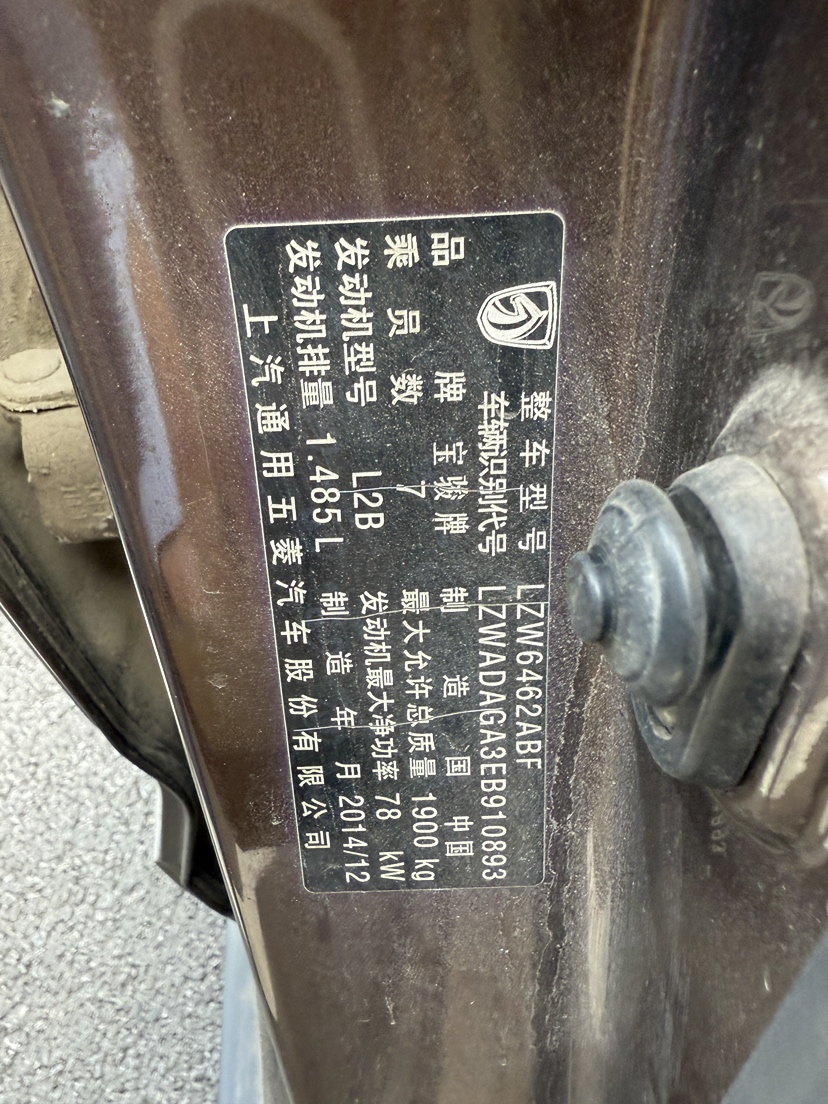 整车型号 LZW6462ABF
车辆识别代号 LZWADAGA3EB910893
品牌 宝骏牌 制造国 中国
乘员数 7 最大允许总质量 1900 kg
发动机型号 L2B 发动机最大净功率 78 kW
发动机排量 1.485L 制造年月 2014/12
上汽通用五菱汽车股份有限公司